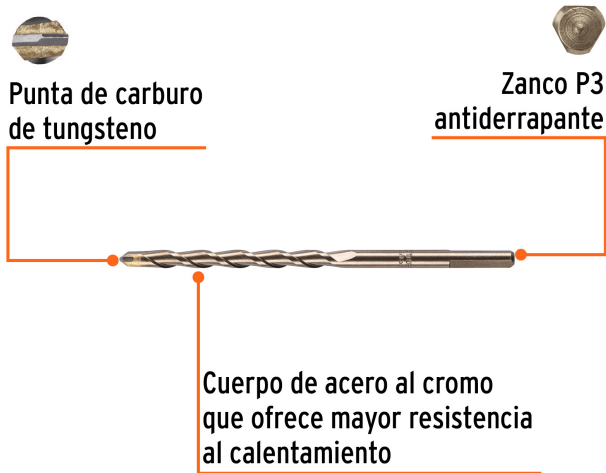 Punta de carburo
de tungsteno
Zanco P3
antiderrapante
Cuerpo de acero al cromo
que ofrece mayor resistencia
al calentamiento